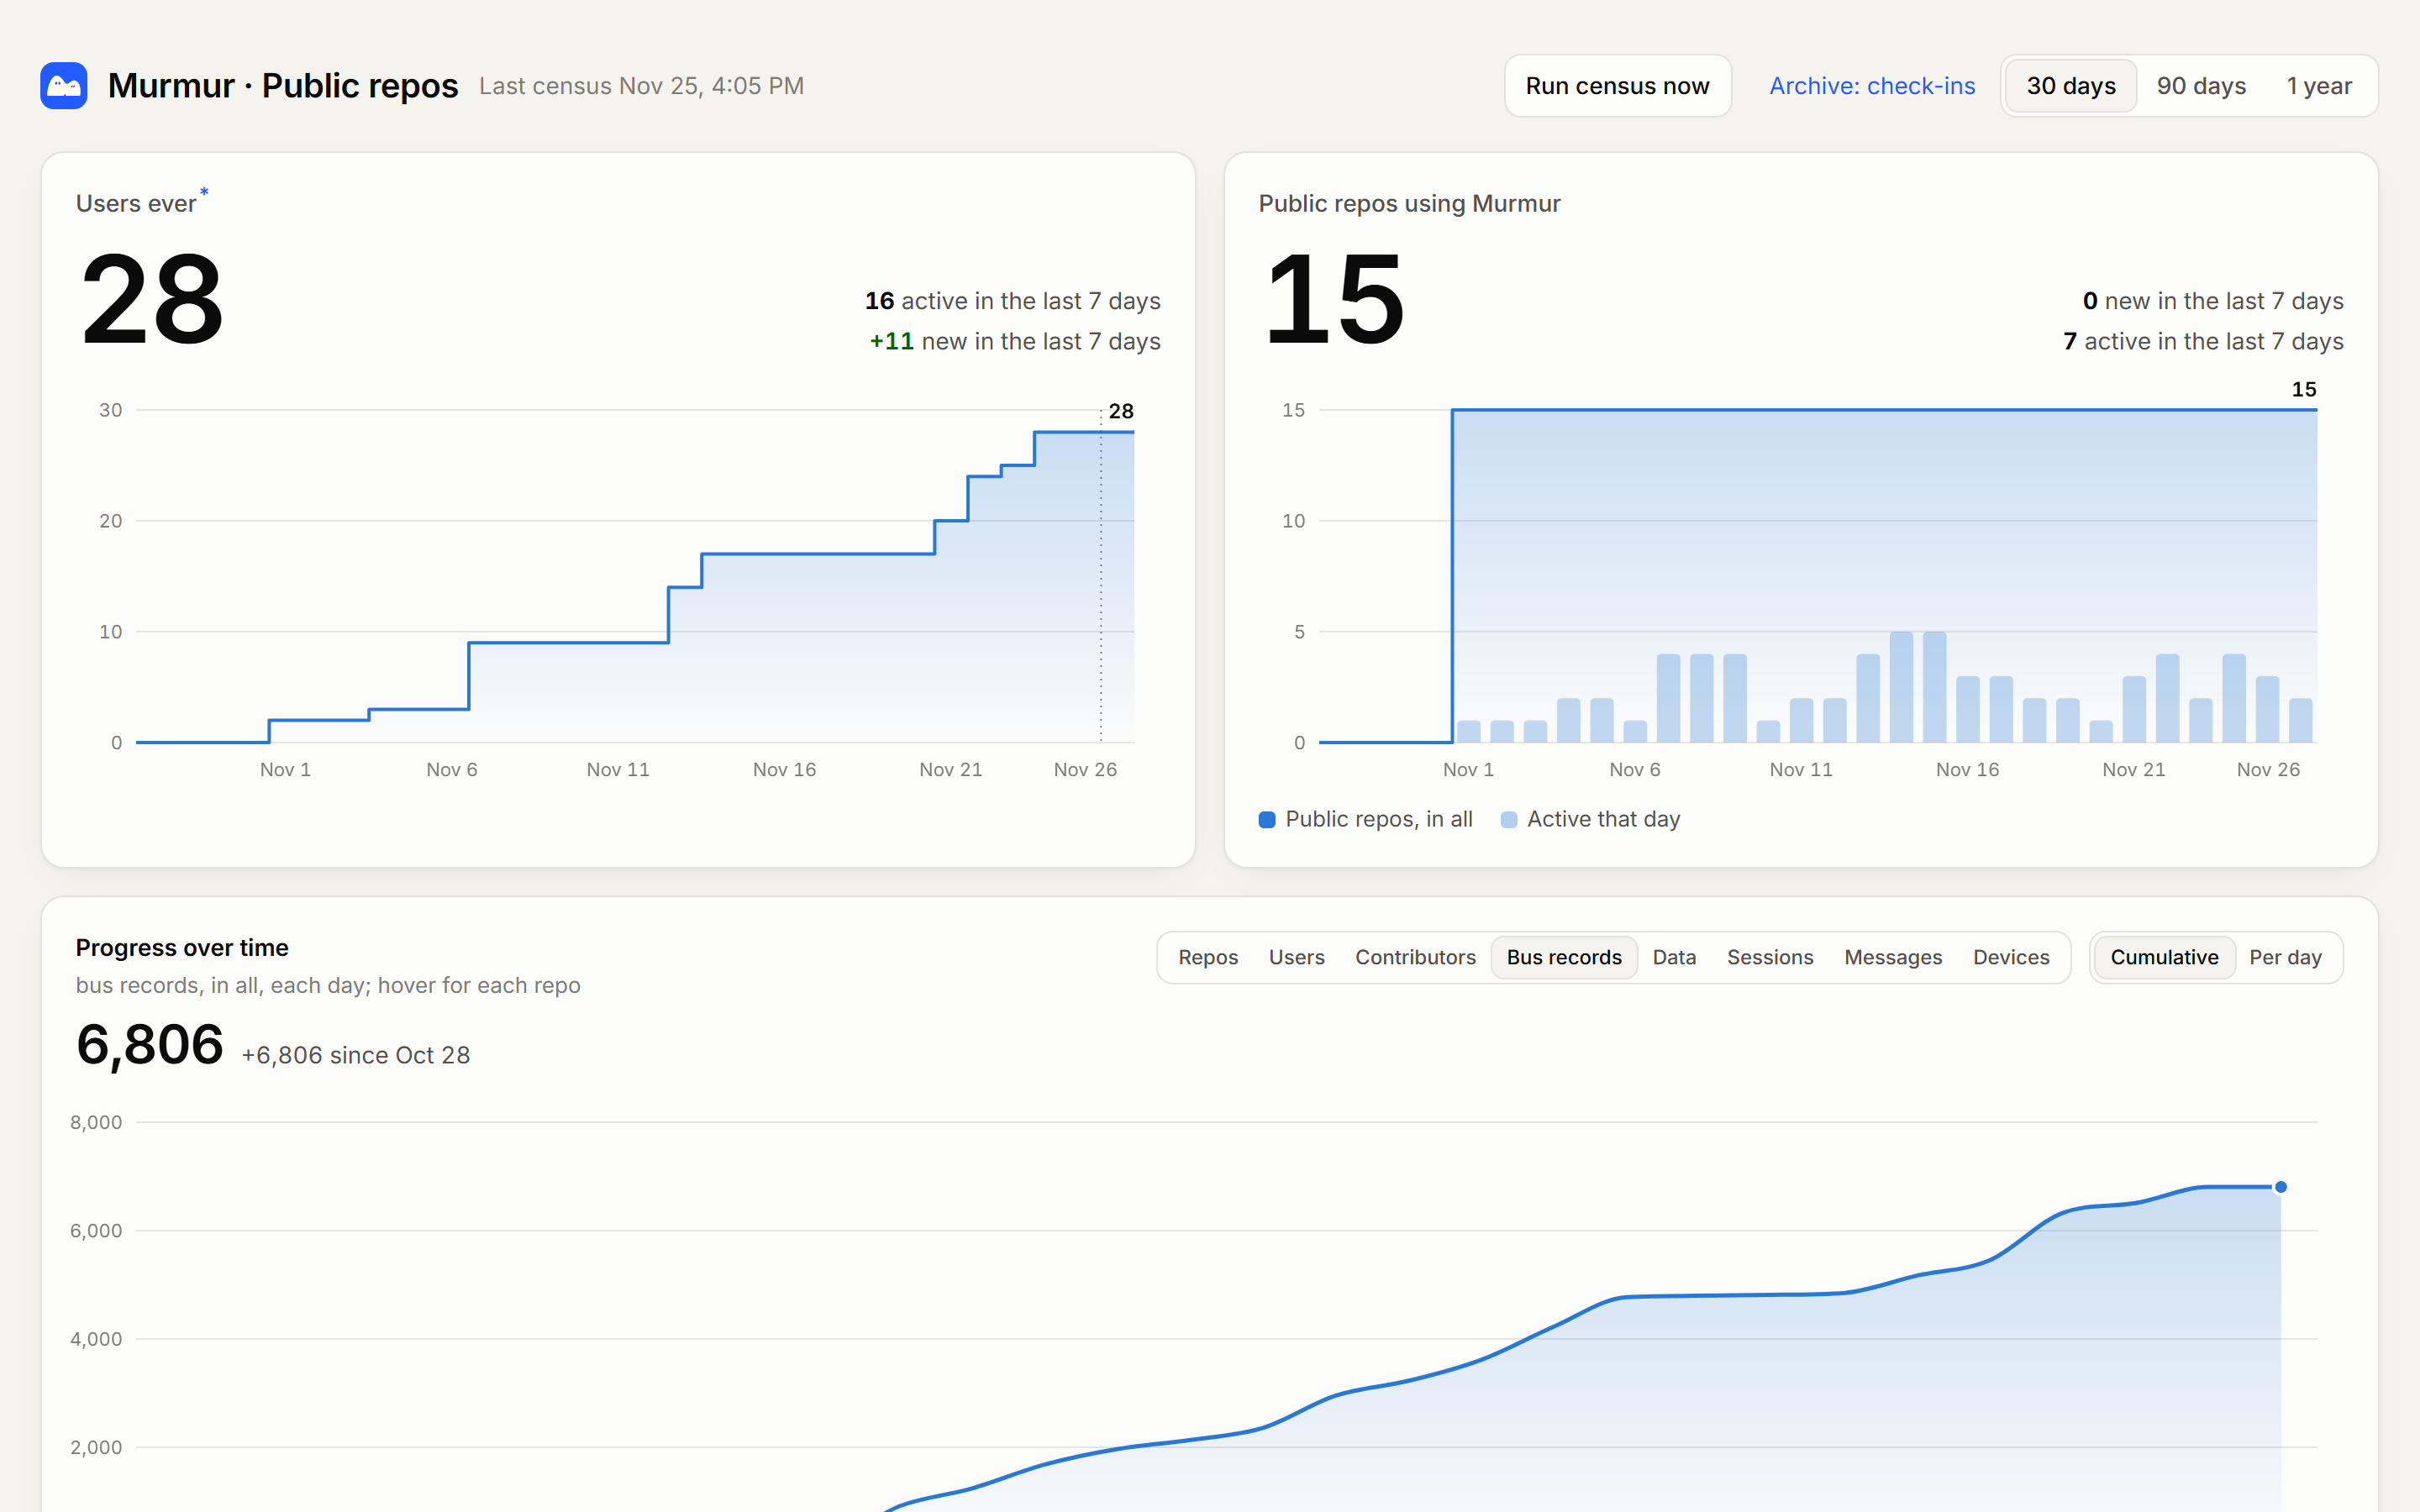 Murmur · Public repos
Last census Nov 25, 4:05 PM
Run census now
Archive: check-ins
30 days
90 days
1 year
Users ever*
28
16 active in the last 7 days
+11 new in the last 7 days
28
30
20
10
0
Nov 1
Nov 6
Nov 11
Nov 16
Nov 21
Nov 26
Public repos using Murmur
15
0 new in the last 7 days
7 active in the last 7 days
15
15
10
5
0
Nov 1
Nov 6
Nov 11
Nov 16
Nov 21
Nov 26
Public repos, in all
Active that day
Progress over time
bus records, in all, each day; hover for each repo
Repos
Users
Contributors
Bus records
Data
Sessions
Messages
Devices
Cumulative
Per day
6,806
+6,806 since Oct 28
8,000
6,000
4,000
2,000